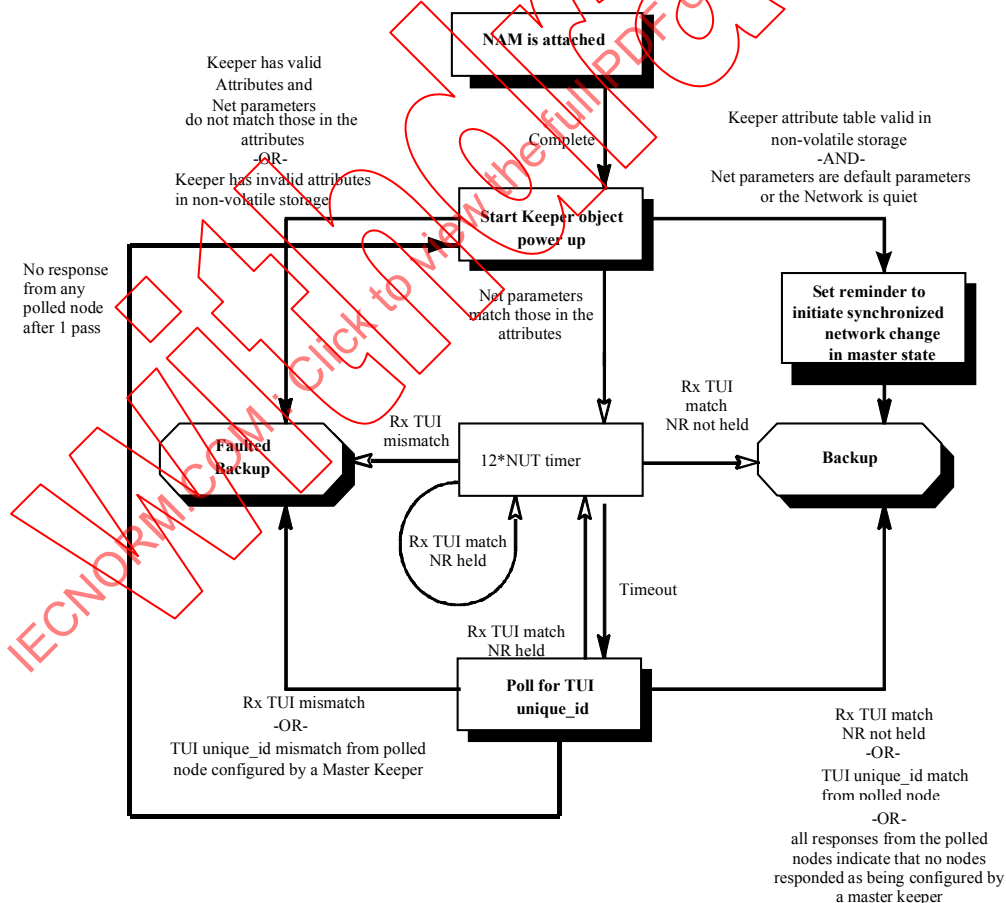 NAM is attached
Keeper has valid
Attributes and
Net parameters
do not match those in the
attributes
-OR-
Keeper has invalid attributes
in non-volatile storage
Complete
Keeper attribute table valid in
non-volatile storage
-AND-
Net parameters are default parameters
or the Network is quiet
Start Keeper object
power up
No response
from any
polled node
after 1 pass
Net parameters
match those in the
attributes
Set reminder to
initiate synchronized
network change
in master state
Rx TUI
mismatch
Rx TUI
match
NR not held
Faulted
Backup
12*NUT timer
Backup
Rx TUI match
NR held
Timeout
Rx TUI match
NR held
Poll for TUI
unique_id
Rx TUI mismatch
-OR-
TUI unique_id mismatch from polled
node configured by a Master Keeper
Rx TUI match
NR not held
-OR-
TUI unique_id match
from polled node
-OR-
all responses from the polled
nodes indicate that no nodes
responded as being configured by
a master keeper
IECNORM.COM : Click to view the full PDF